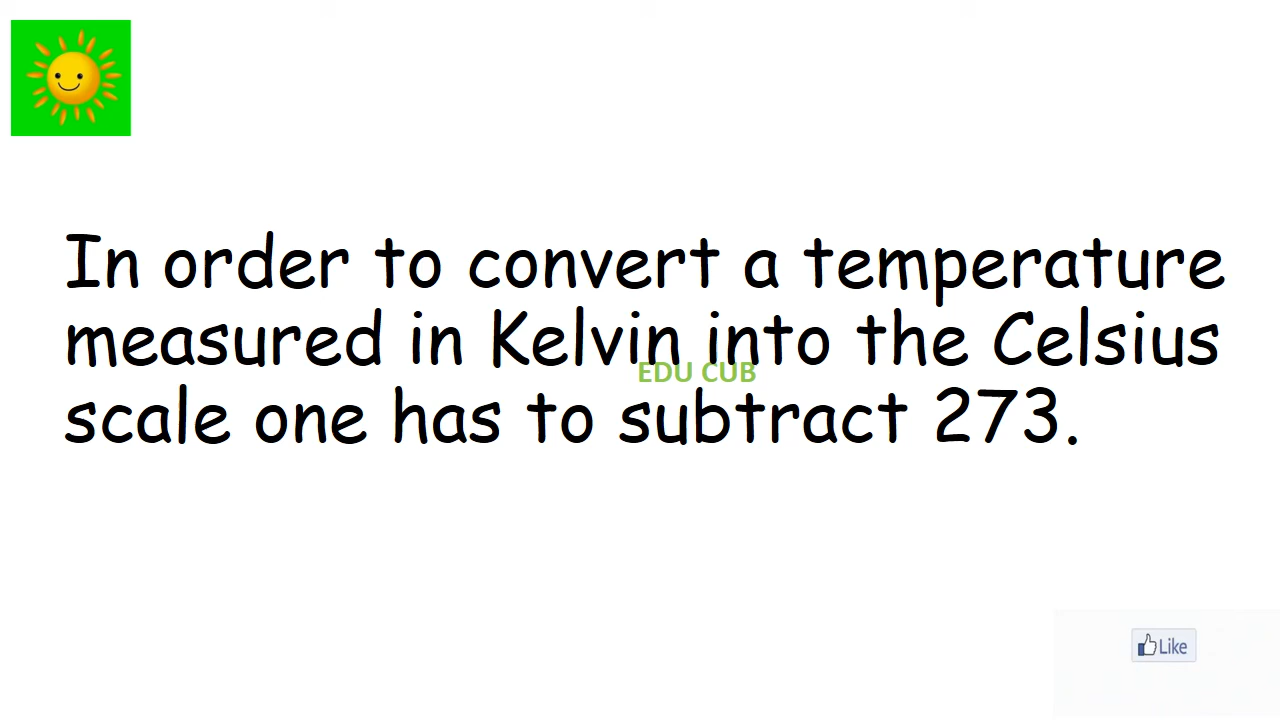 In order to convert a temperature
measured in Kelvin into the Celsius
EDU CUB
scale one has to subtract 273.
Like